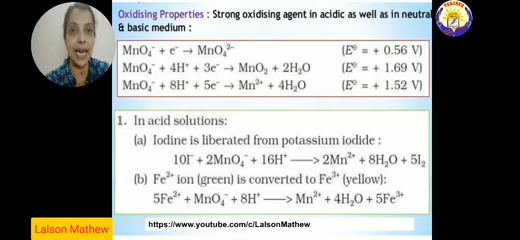 Oxidising Properties : Strong oxidising agent in acidic as well as in neutral
& basic medium :
MnO₄⁻ + e⁻ → MnO₄²⁻ (E⊖ = + 0.56 V)
MnO₄⁻ + 4H⁺ + 3e⁻ → MnO₂ + 2H₂O (E⊖ = + 1.69 V)
MnO₄⁻ + 8H⁺ + 5e⁻ → Mn²⁺ + 4H₂O (E⊖ = + 1.52 V)
1. In acid solutions:
(a) Iodine is liberated from potassium iodide :
10I⁻ + 2MnO₄⁻ + 16H⁺ ⟶ 2Mn²⁺ + 8H₂O + 5I₂
(b) Fe²⁺ ion (green) is converted to Fe³⁺ (yellow):
5Fe²⁺ + MnO₄⁻ + 8H⁺ ⟶ Mn²⁺ + 4H₂O + 5Fe³⁺
Lalson Mathew
https://www.youtube.com/c/LalsonMathew